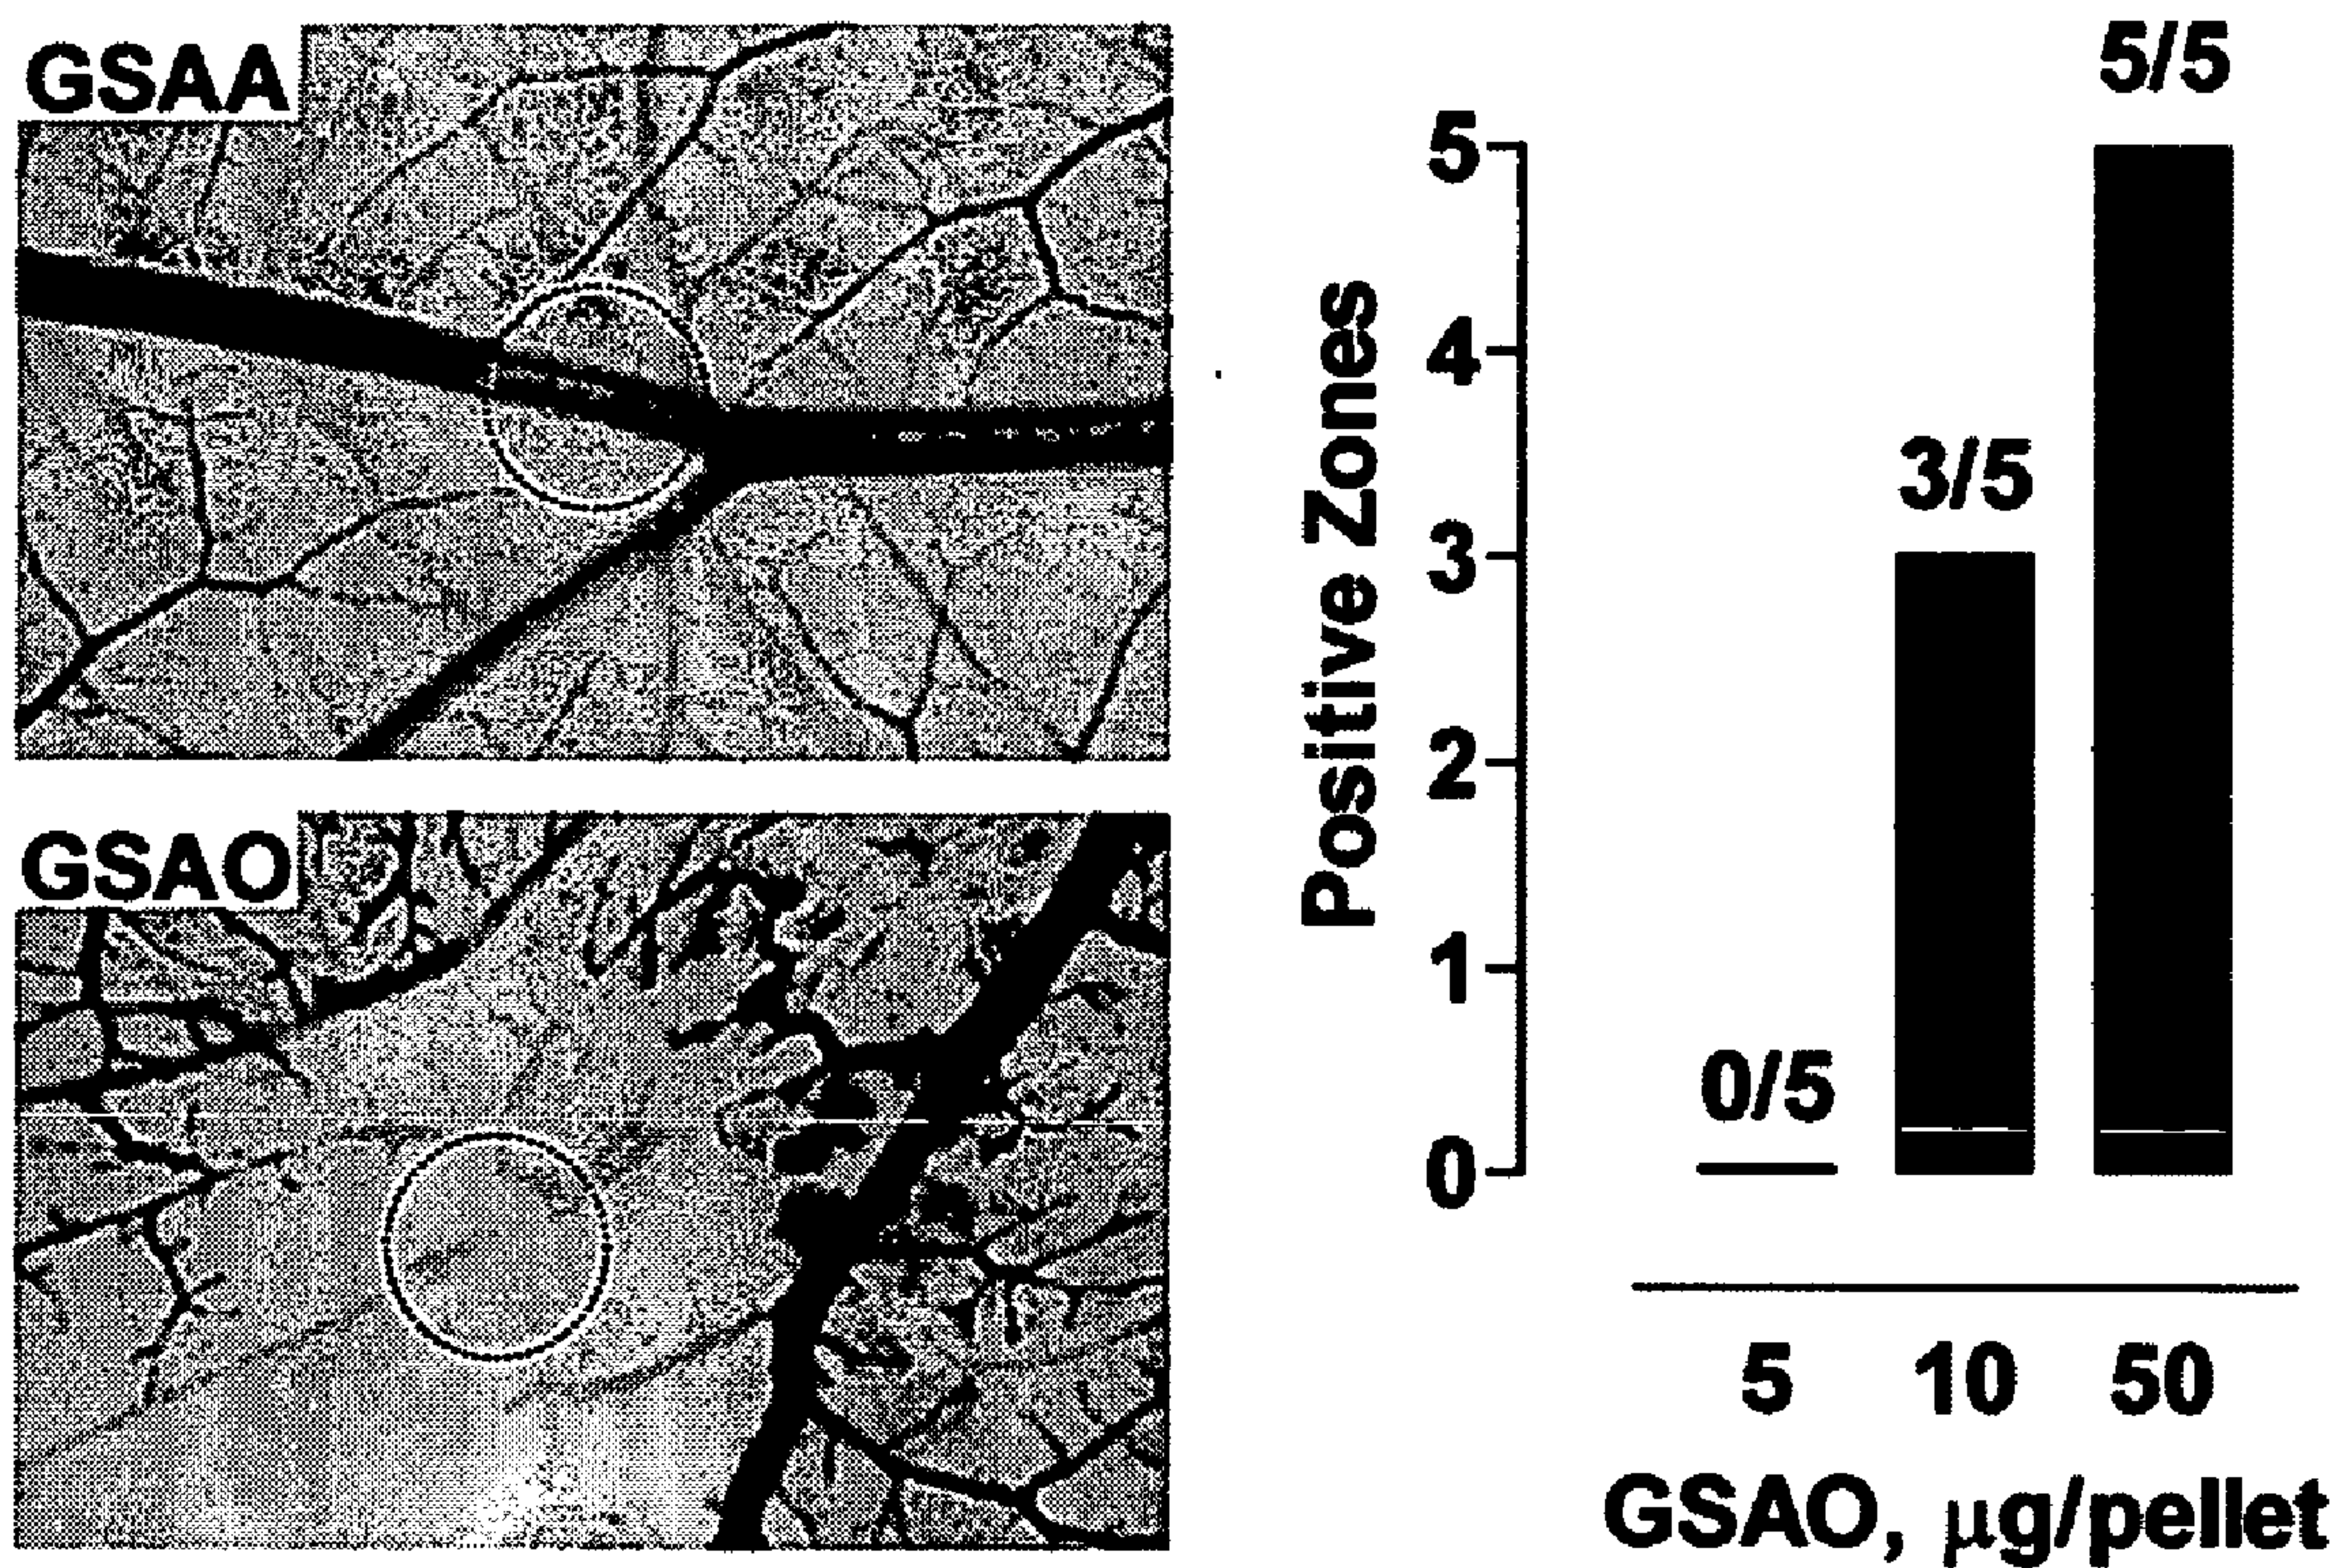 GSAA
GSAO
Positive Zones
5
4
3
2
1
0
0/5
3/5
5/5
5 10 50
GSAO, μg/pellet